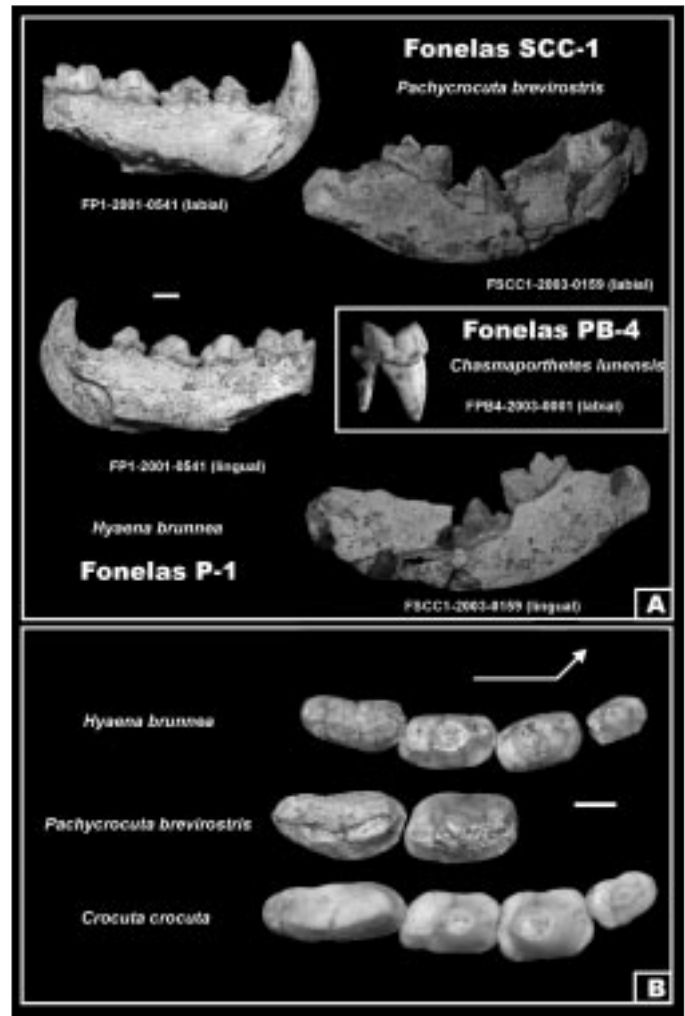 Fonelas SCC-1
Pachycrocuta brevirostris
FP1-2001-0541 (labial)
FSCC1-2003-0159 (labial)
Fonelas PB-4
Chasmaporthetes lunensis
FPB4-2003-0001 (labial)
FP1-2001-0541 (lingual)
Hyaena brunnea
Fonelas P-1
FSCC1-2003-0159 (lingual)
A
Hyaena brunnea
Pachycrocuta brevirostris
Crocuta crocuta
B